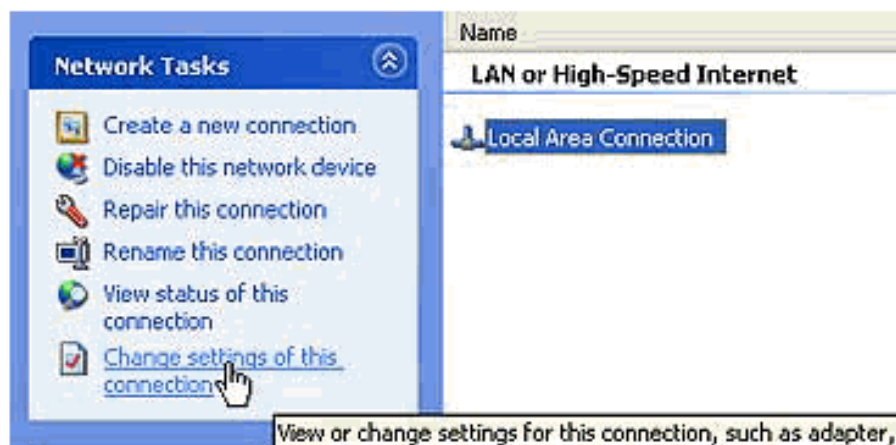 Network Tasks
Create a new connection
Disable this network device
Repair this connection
Rename this connection
View status of this
connection
Change settings of this
connection
Name
LAN or High-Speed Internet
Local Area Connection
View or change settings for this connection, such as adapter,